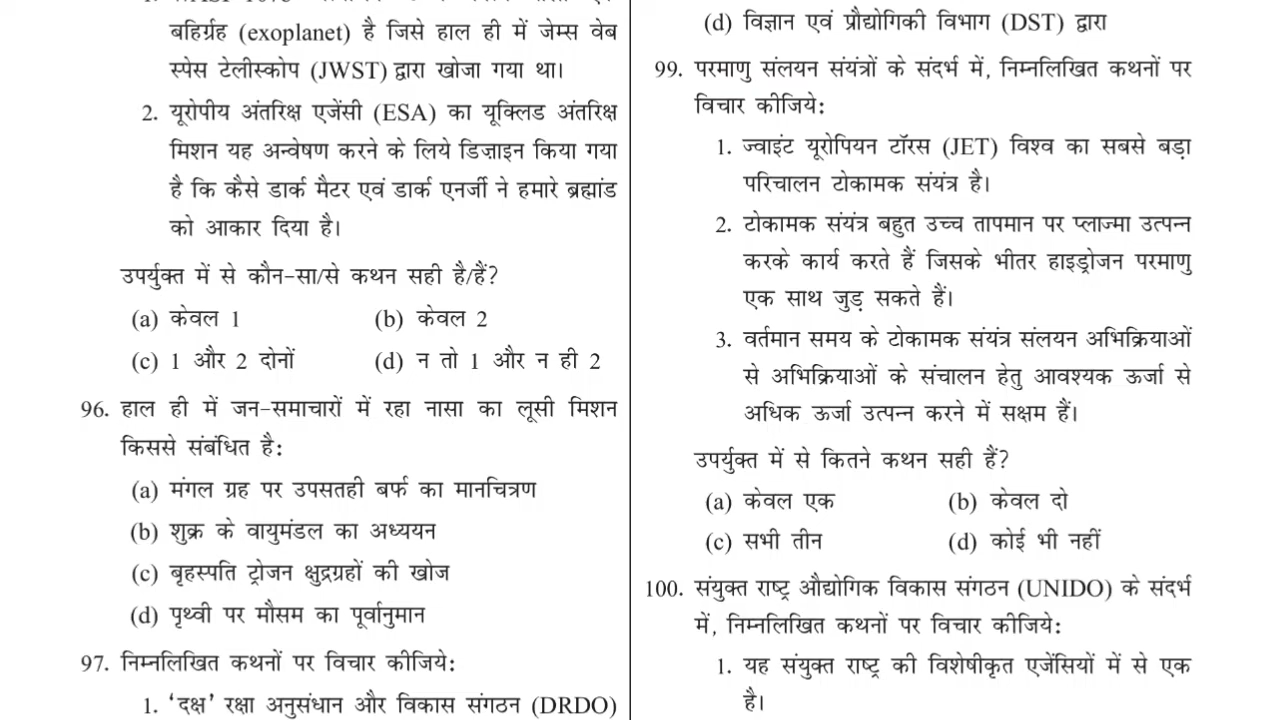 बहिर्ग्रह (exoplanet) है जिसे हाल ही में जेम्स वेब
स्पेस टेलीस्कोप (JWST) द्वारा खोजा गया था।
2. यूरोपीय अंतरिक्ष एजेंसी (ESA) का यूक्लिड अंतरिक्ष
मिशन यह अन्वेषण करने के लिये डिज़ाइन किया गया
है कि कैसे डार्क मैटर एवं डार्क एनर्जी ने हमारे ब्रह्मांड
को आकार दिया है।
उपर्युक्त में से कौन-सा/से कथन सही है/हैं?
(a) केवल 1 (b) केवल 2
(c) 1 और 2 दोनों (d) न तो 1 और न ही 2
96. हाल ही में जन-समाचारों में रहा नासा का लूसी मिशन
किससे संबंधित है:
(a) मंगल ग्रह पर उपसतही बर्फ का मानचित्रण
(b) शुक्र के वायुमंडल का अध्ययन
(c) बृहस्पति ट्रोजन क्षुद्रग्रहों की खोज
(d) पृथ्वी पर मौसम का पूर्वानुमान
97. निम्नलिखित कथनों पर विचार कीजिये:
1. ‘दक्ष’ रक्षा अनुसंधान और विकास संगठन (DRDO)
(d) विज्ञान एवं प्रौद्योगिकी विभाग (DST) द्वारा
99. परमाणु संलयन संयंत्रों के संदर्भ में, निम्नलिखित कथनों पर
विचार कीजिये:
1. ज्वाइंट यूरोपियन टॉरस (JET) विश्व का सबसे बड़ा
परिचालन टोकामक संयंत्र है।
2. टोकामक संयंत्र बहुत उच्च तापमान पर प्लाज्मा उत्पन्न
करके कार्य करते हैं जिसके भीतर हाइड्रोजन परमाणु
एक साथ जुड़ सकते हैं।
3. वर्तमान समय के टोकामक संयंत्र संलयन अभिक्रियाओं
से अभिक्रियाओं के संचालन हेतु आवश्यक ऊर्जा से
अधिक ऊर्जा उत्पन्न करने में सक्षम हैं।
उपर्युक्त में से कितने कथन सही हैं?
(a) केवल एक (b) केवल दो
(c) सभी तीन (d) कोई भी नहीं
100. संयुक्त राष्ट्र औद्योगिक विकास संगठन (UNIDO) के संदर्भ
में, निम्नलिखित कथनों पर विचार कीजिये:
1. यह संयुक्त राष्ट्र की विशेषीकृत एजेंसियों में से एक
है।